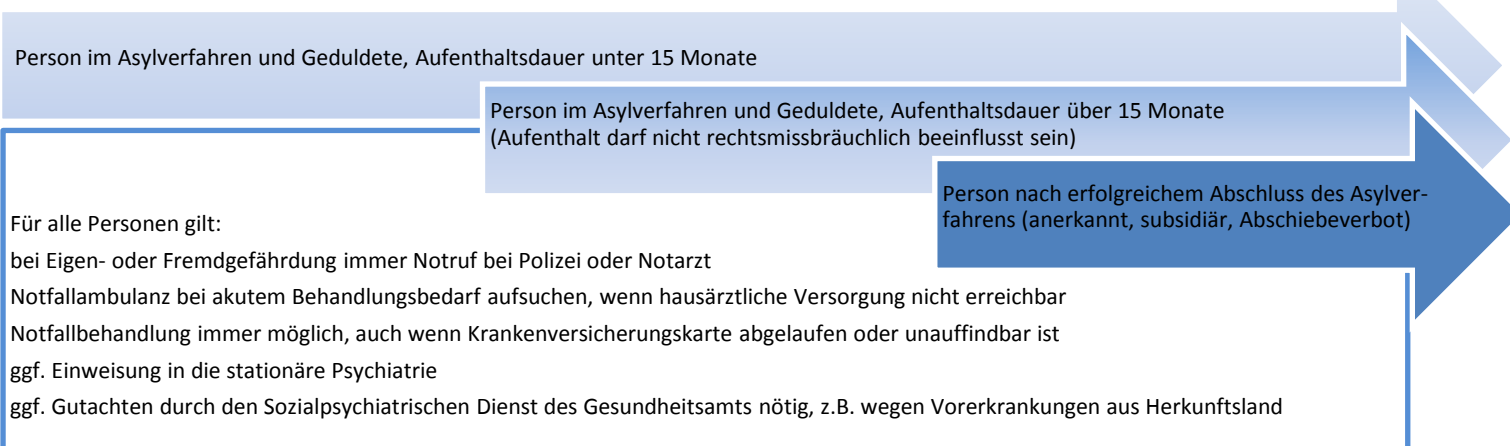 Person im Asylverfahren und Geduldete, Aufenthaltsdauer unter 15 Monate
Person im Asylverfahren und Geduldete, Aufenthaltsdauer über 15 Monate
(Aufenthalt darf nicht rechtsmissbräuchlich beeinflusst sein)
Person nach erfolgreichem Abschluss des Asylver-
fahrens (anerkannt, subsidiär, Abschiebeverbot)
Für alle Personen gilt:
bei Eigen- oder Fremdgefährdung immer Notruf bei Polizei oder Notarzt
Notfallambulanz bei akutem Behandlungsbedarf aufsuchen, wenn hausärztliche Versorgung nicht erreichbar
Notfallbehandlung immer möglich, auch wenn Krankenversicherungskarte abgelaufen oder unauffindbar ist
ggf. Einweisung in die stationäre Psychiatrie
ggf. Gutachten durch den Sozialpsychiatrischen Dienst des Gesundheitsamts nötig, z.B. wegen Vorerkrankungen aus Herkunftsland